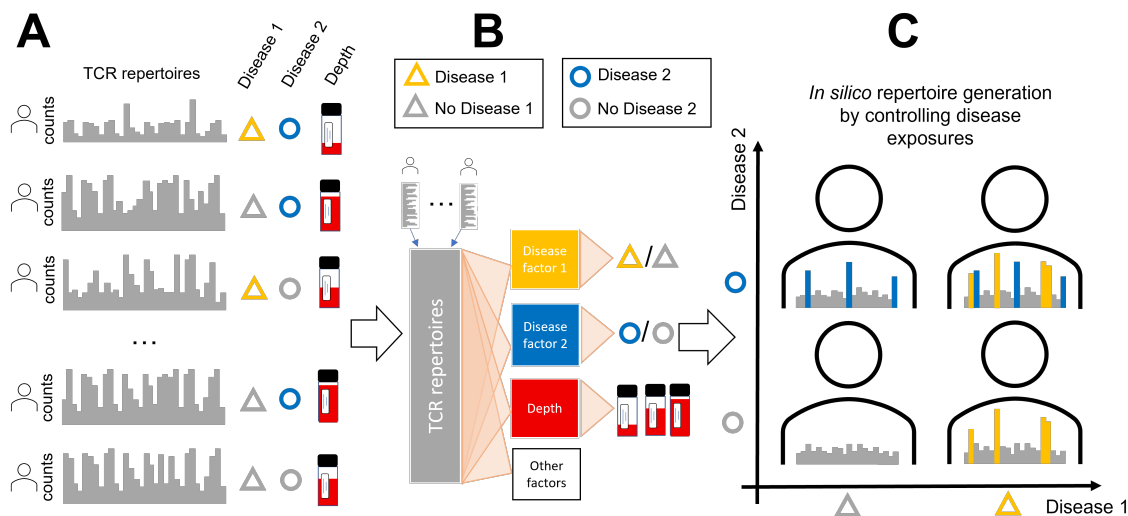 A
B
C
TCR repertoires
Disease 1
Disease 2
Depth
counts
counts
counts
...
counts
counts
Disease 1
No Disease 1
Disease 2
No Disease 2
...
TCR repertoires
Disease
factor 1
Disease
factor 2
Depth
Other
factors
/
/
In silico repertoire generation
by controlling disease
exposures
Disease 2
Disease 1